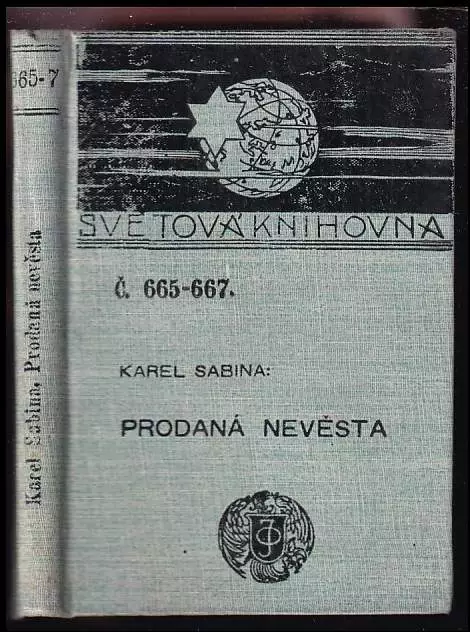 665-7
Karel Sabina, Prodaná nevěsta
SVĚTOVÁ KNIHOVNA
Č. 665-667.
KAREL SABINA:
PRODANÁ NEVĚSTA